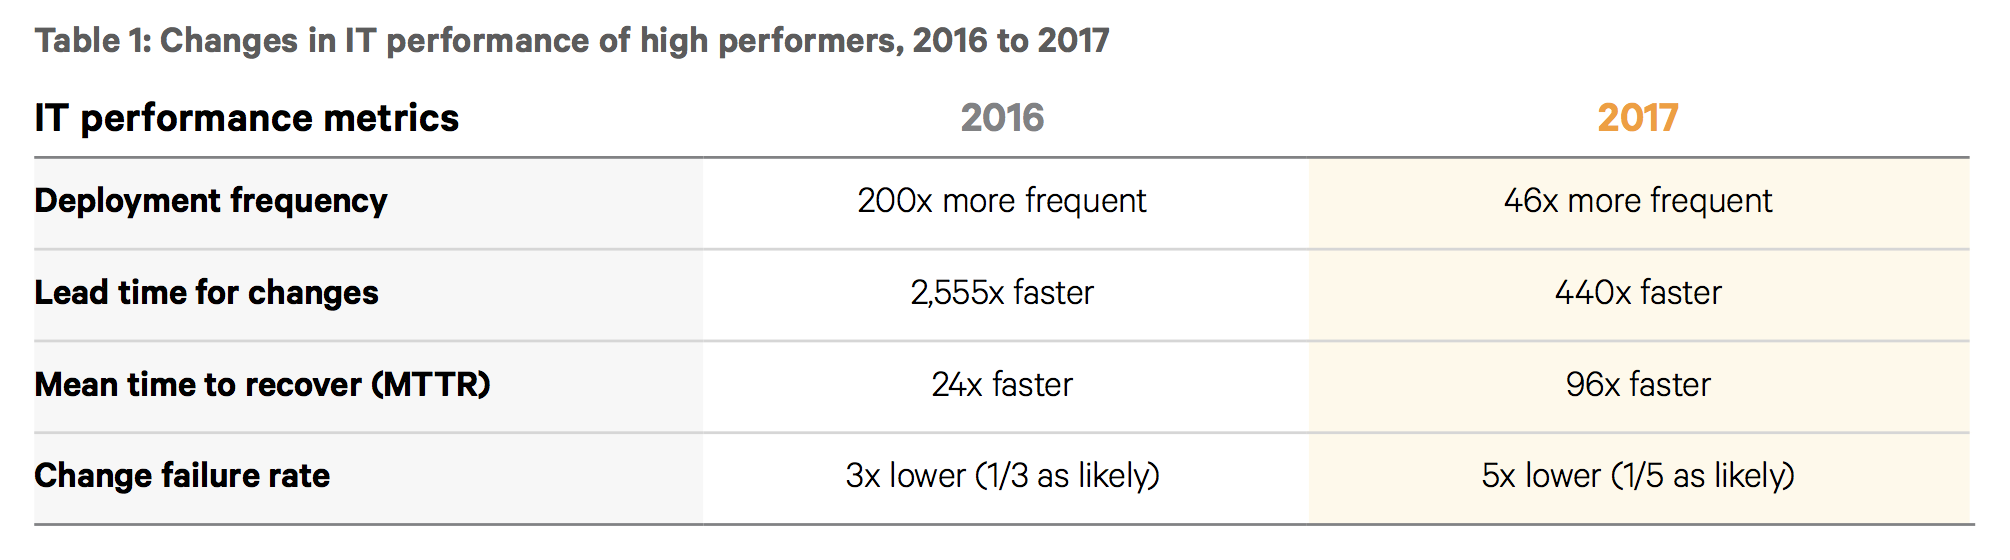 Table 1: Changes in IT performance of high performers, 2016 to 2017
IT performance metrics 2016 2017
Deployment frequency 200x more frequent 46x more frequent
Lead time for changes 2,555x faster 440x faster
Mean time to recover (MTTR) 24x faster 96x faster
Change failure rate 3x lower (1/3 as likely) 5x lower (1/5 as likely)